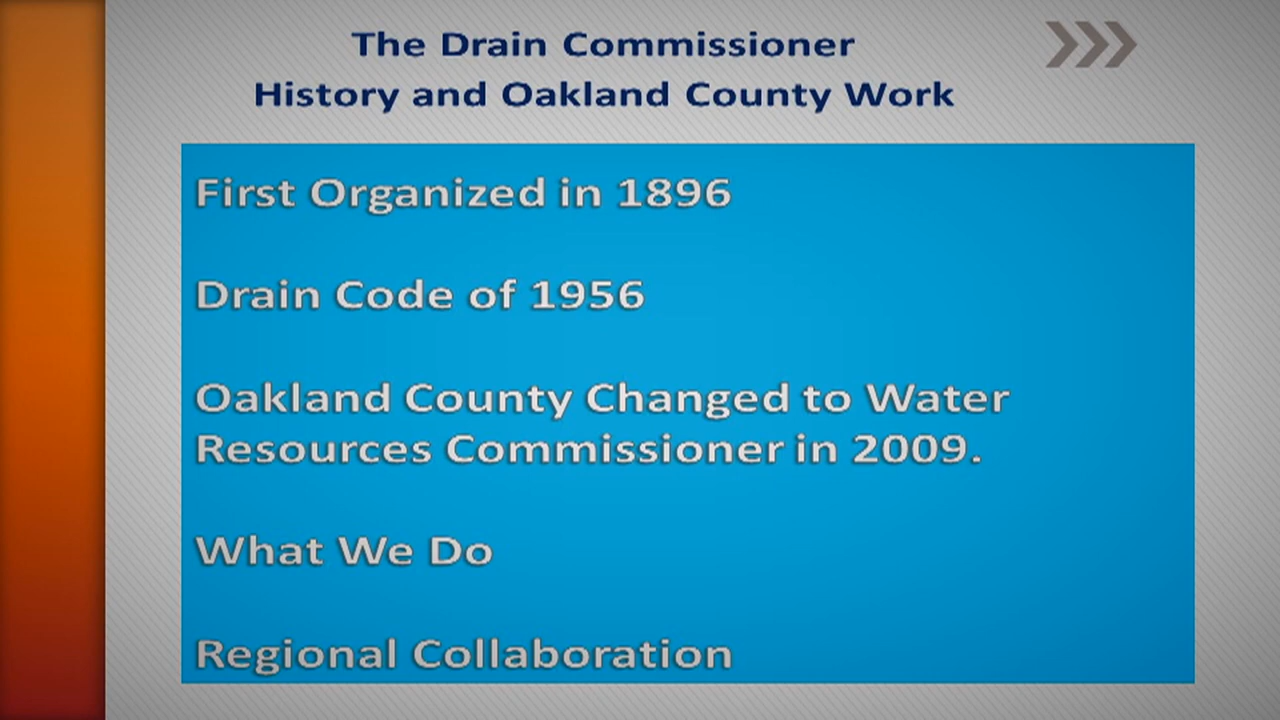 The Drain Commissioner
History and Oakland County Work
First Organized in 1896
Drain Code of 1956
Oakland County Changed to Water
Resources Commissioner in 2009.
What We Do
Regional Collaboration